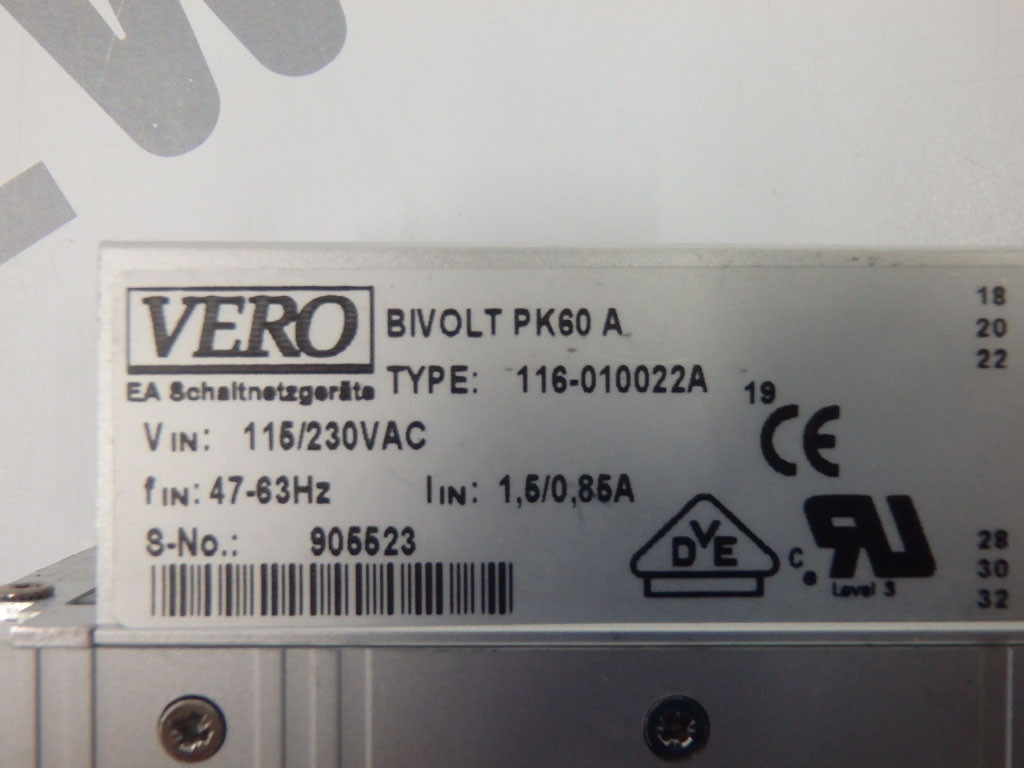 VERO
EA Schaltnetzgeräte
BIVOLT PK60 A
TYPE: 116-010022A
VIN: 115/230VAC
fIN: 47-63Hz IIN: 1,5/0,85A
S-No.: 905523
19
CE
DVE
c RU
Level 3
18
20
22
28
30
32